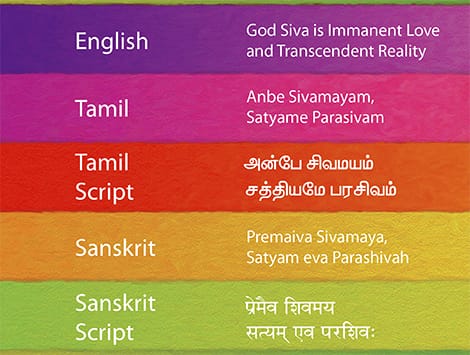 English
God Siva is Immanent Love
and Transcendent Reality
Tamil
Anbe Sivamayam,
Satyame Parasivam
Tamil
Script
அன்பே சிவமயம்
சத்தியமே பரசிவம்
Sanskrit
Premaiva Sivamaya,
Satyam eva Parashivah
Sanskrit
Script
प्रेमैव शिवमय
सत्यम् एव परशिवः